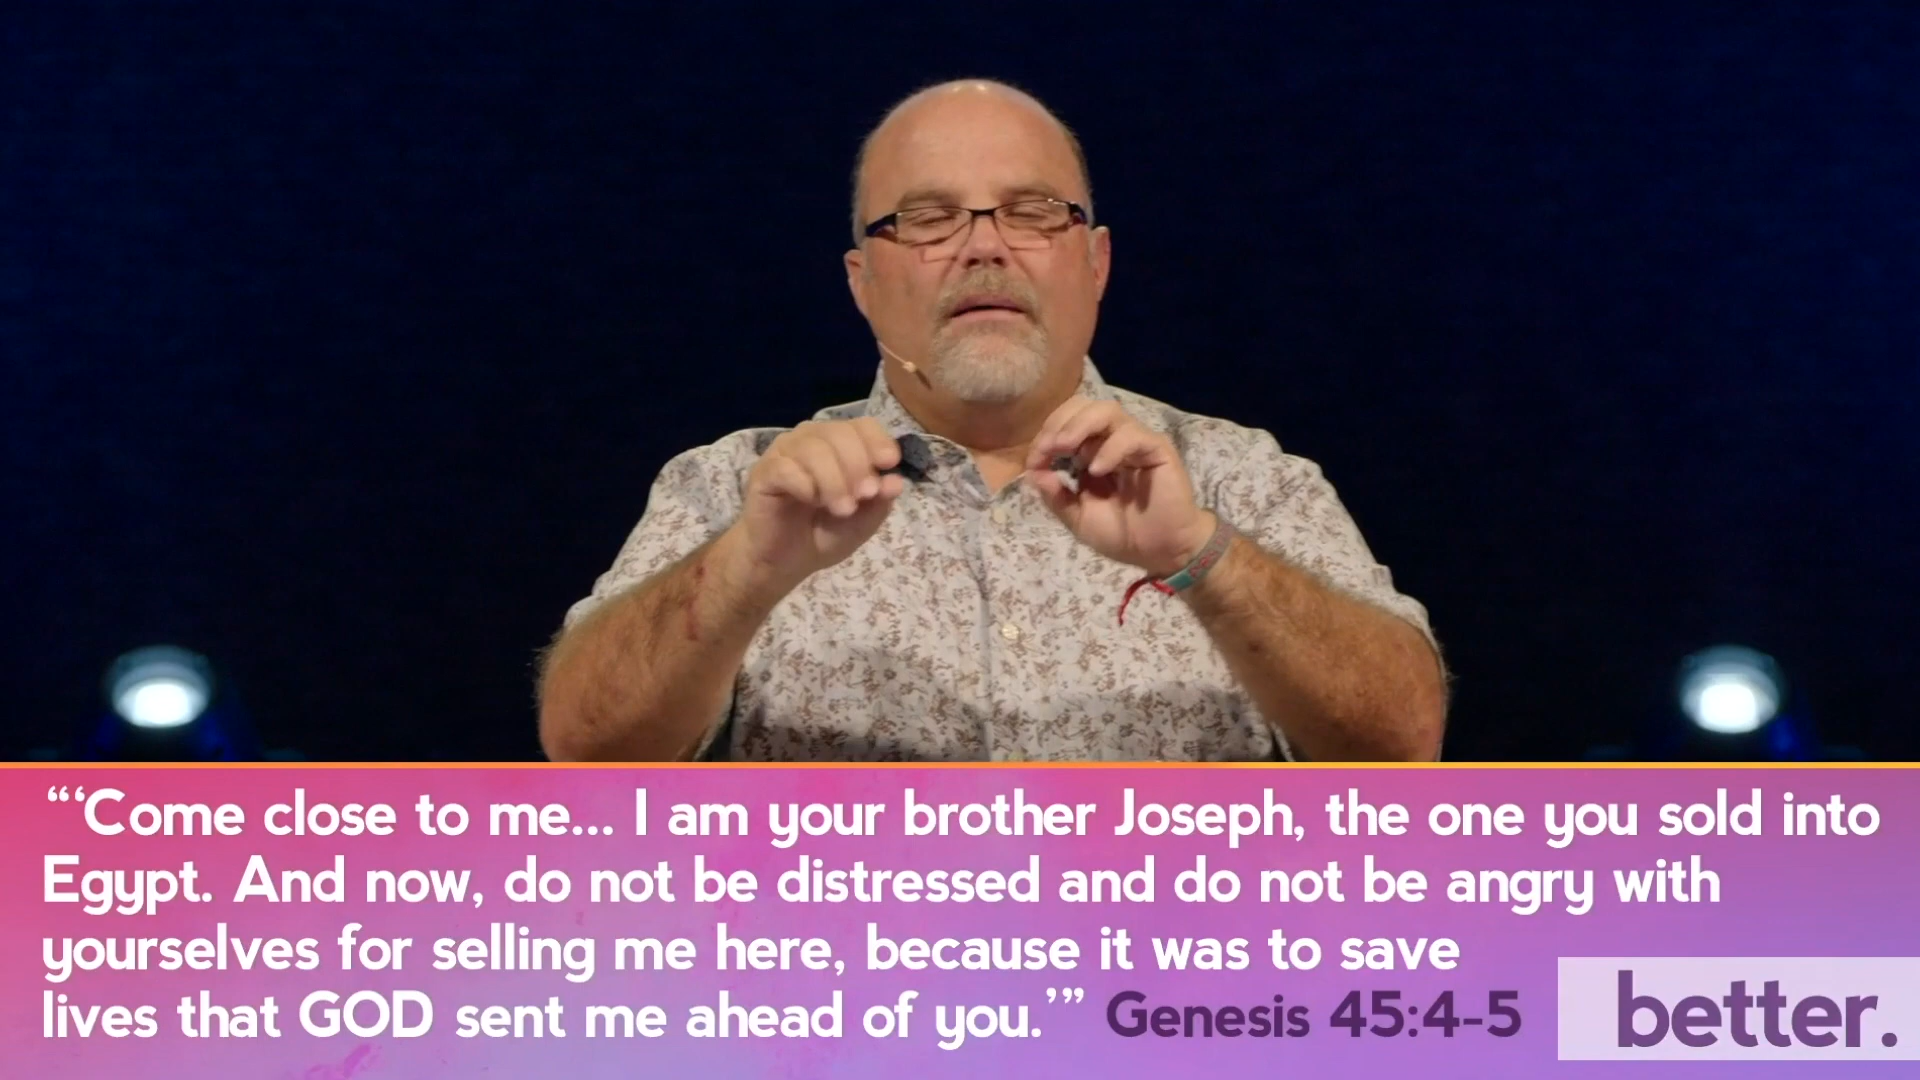 “‘Come close to me... I am your brother Joseph, the one you sold into
Egypt. And now, do not be distressed and do not be angry with
yourselves for selling me here, because it was to save
lives that GOD sent me ahead of you.’” Genesis 45:4-5
better.